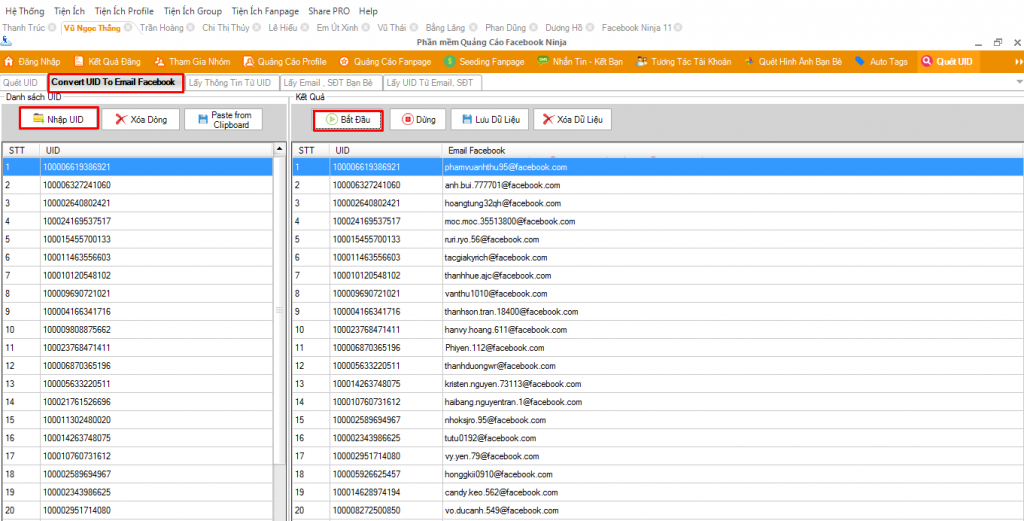 Hệ Thống Tiện Ích Tiện Ích Profile Tiện Ích Group Tiện Ích Fanpage Share PRO Help
Thanh Trúc Vũ Ngọc Thắng Trần Hoàng Chi Thị Thủy Lê Hiếu Em Út Xinh Vũ Thái Bằng Lăng Phan Dũng Dương Hồ Facebook Ninja 11
Phần mềm Quảng Cáo Facebook Ninja
Đăng Nhập Kết Quả Đăng Tham Gia Nhóm Quảng Cáo Profile Quảng Cáo Fanpage Seeding Fanpage Nhắn Tin - Kết Bạn Tương Tác Tài Khoản Quét Hình Ảnh Bạn Bè Auto Tags Quét UID
Quét UID Convert UID To Email Facebook Lấy Thông Tin Từ UID Lấy Email , SĐT Bạn Bè Lấy UID Từ Email, SĐT
Danh sách UID Kết Quả
Nhập UID Xóa Dòng Paste from Clipboard Bắt Đầu Dừng Lưu Dữ Liệu Xóa Dữ Liệu
STT UID STT UID Email Facebook
1 100006619386921 1 100006619386921 phamvuanhthu95@facebook.com
2 100006327241060 2 100006327241060 anh.bui.777701@facebook.com
3 100002640802421 3 100002640802421 hoangtung32qh@facebook.com
4 100024169537517 4 100024169537517 moc.moc.35513800@facebook.com
5 100015455700133 5 100015455700133 ruri.ryo.56@facebook.com
6 100011463556603 6 100011463556603 tacgiakyrich@facebook.com
7 100010120548102 7 100010120548102 thanhhue.ajc@facebook.com
8 100009690721021 8 100009690721021 vanthu1010@facebook.com
9 100004166341716 9 100004166341716 thanhson.tran.18400@facebook.com
10 100009808875662 10 100023768471411 hanvy.hoang.611@facebook.com
11 100023768471411 11 100006870365196 Phiyen.112@facebook.com
12 100006870365196 12 100005633220511 thanhduongwr@facebook.com
13 100005633220511 13 100014263748075 kristen.nguyen.73113@facebook.com
14 100021761526696 14 100010760731612 haibang.nguyentran.1@facebook.com
15 100011302480020 15 100002589694967 nhoksjro.95@facebook.com
16 100014263748075 16 100002343986625 tutu0192@facebook.com
17 100010760731612 17 100002951714080 vy.yen.79@facebook.com
18 100002589694967 18 100005926625457 honggkii0910@facebook.com
19 100002343986625 19 100014628974194 candy.keo.562@facebook.com
20 100002951714080 20 100008272500850 vo.ducanh.549@facebook.com